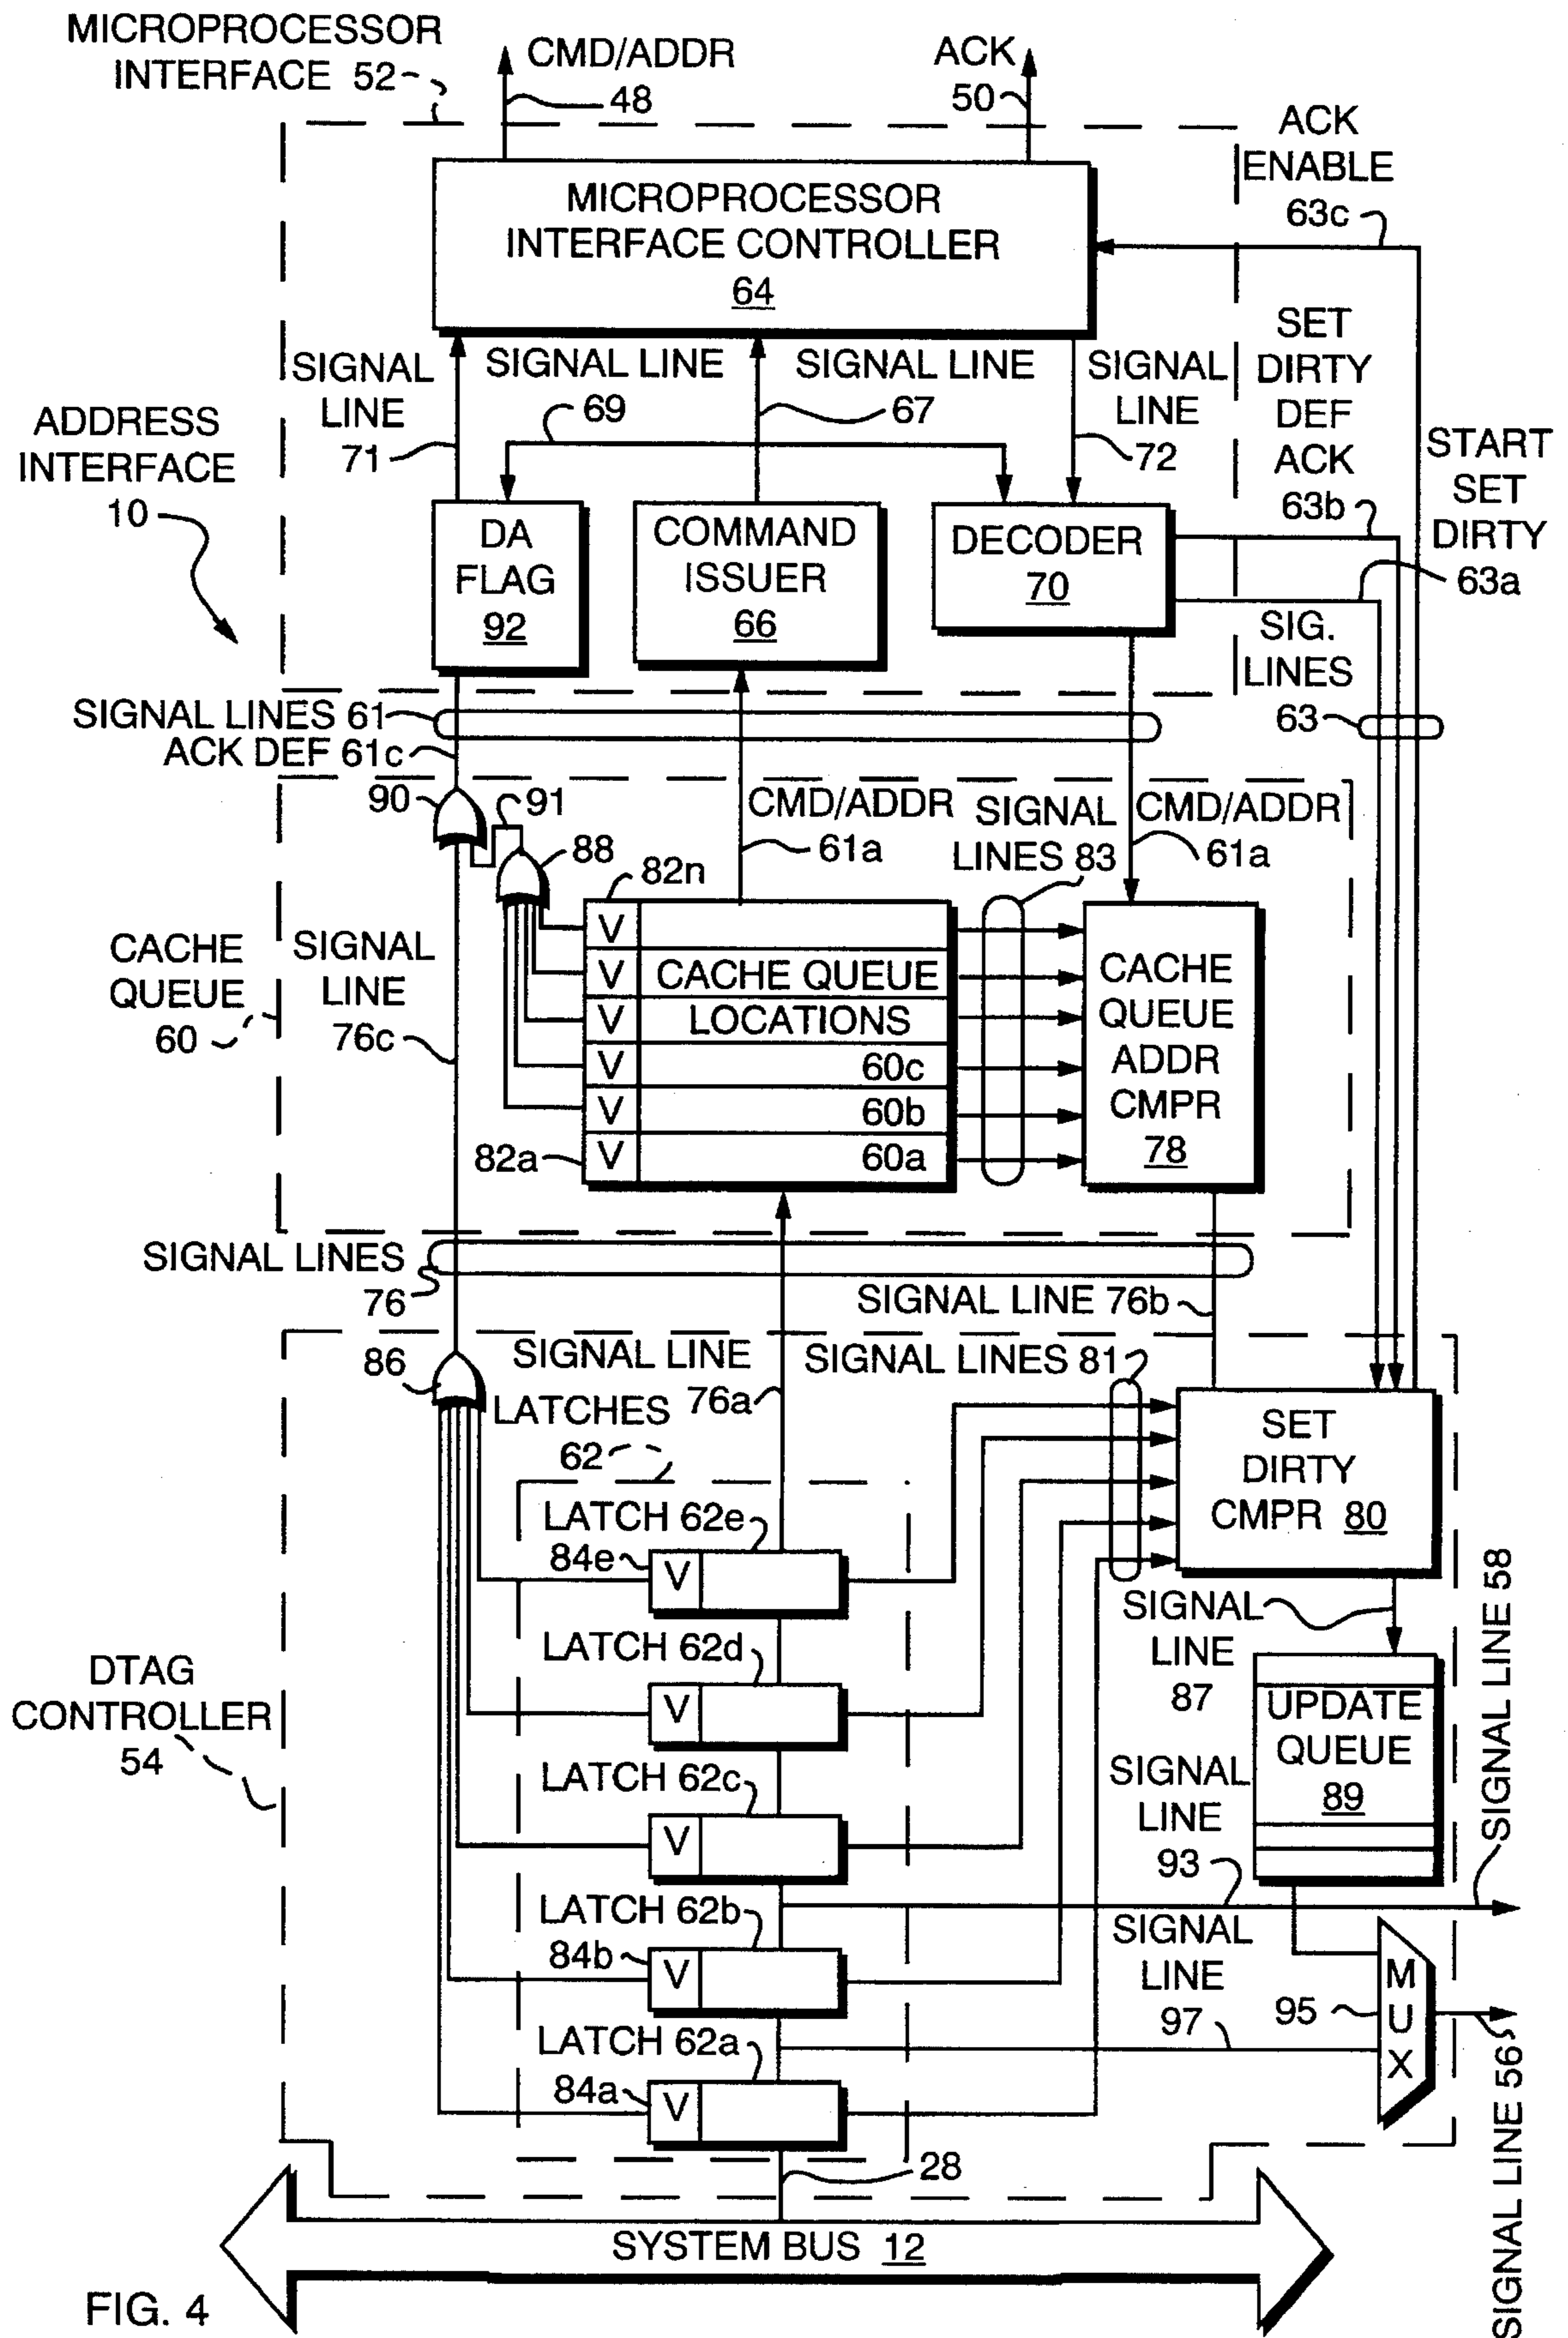 MICROPROCESSOR
INTERFACE 52
CMD/ADDR
48
ACK
50
ACK
ENABLE
63c
MICROPROCESSOR
INTERFACE CONTROLLER
64
SIGNAL
LINE
71
SIGNAL LINE
69
SIGNAL LINE
67
SIGNAL
LINE
72
SET
DIRTY
DEF
ACK
63b
START
SET
DIRTY
63a
ADDRESS
INTERFACE
10
DA
FLAG
92
COMMAND
ISSUER
66
DECODER
70
SIG.
LINES
63
SIGNAL LINES 61
ACK DEF 61c
90
91
88
CMD/ADDR
61a
SIGNAL
LINES 83
CMD/ADDR
61a
82n
CACHE
QUEUE
60
SIGNAL
LINE
76c
V
V CACHE QUEUE
V LOCATIONS
V 60c
V 60b
82a V 60a
CACHE
QUEUE
ADDR
CMPR
78
SIGNAL LINES
76
SIGNAL LINE 76b
86
SIGNAL LINE
76a
SIGNAL LINES 81
LATCHES
62
SET
DIRTY
CMPR 80
LATCH 62e
84e V
SIGNAL
LINE
87
SIGNAL LINE 58
LATCH 62d
V
DTAG
CONTROLLER
54
UPDATE
QUEUE
89
LATCH 62c
V
SIGNAL
LINE
93
LATCH 62b
84b V
SIGNAL
LINE
97
95
M
U
X
LATCH 62a
84a V
SIGNAL LINE 56
28
SYSTEM BUS 12
FIG. 4